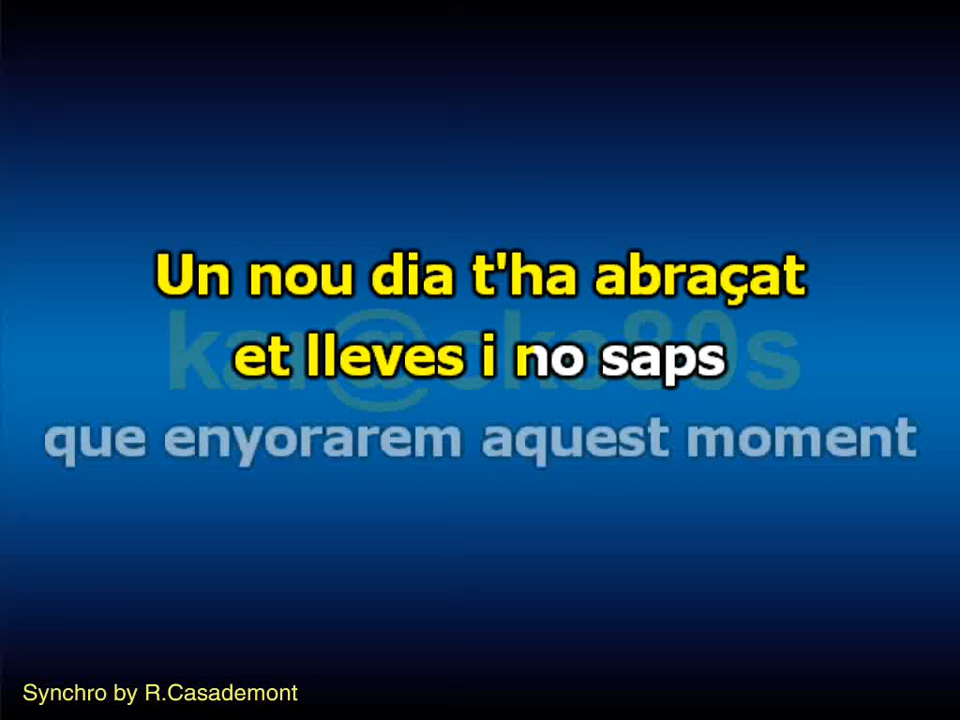 Un nou dia t'ha abraçat
et lleves i no saps
kar@oke80s
que enyorarem aquest moment
Synchro by R.Casademont